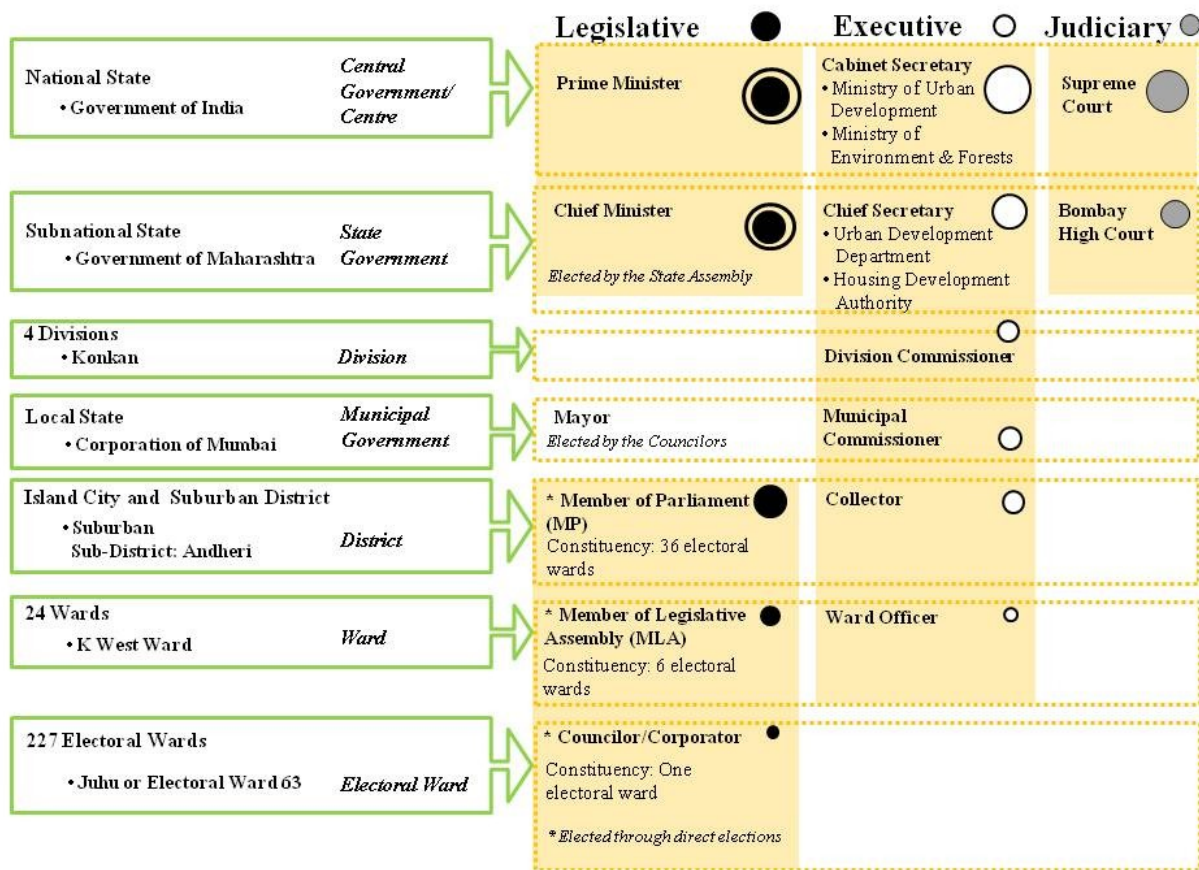 Legislative
Executive
Judiciary
National State
• Government of India
Central
Government/
Centre
Prime Minister
Cabinet Secretary
• Ministry of Urban
Development
• Ministry of
Environment & Forests
Supreme
Court
Subnational State
• Government of Maharashtra
State
Government
Chief Minister
Elected by the State Assembly
Chief Secretary
• Urban Development
Department
• Housing Development
Authority
Bombay
High Court
4 Divisions
• Konkan
Division
Division Commissioner
Local State
• Corporation of Mumbai
Municipal
Government
Mayor
Elected by the Councilors
Municipal
Commissioner
Island City and Suburban District
• Suburban
Sub-District: Andheri
District
* Member of Parliament
(MP)
Constituency: 36 electoral
wards
Collector
24 Wards
• K West Ward
Ward
* Member of Legislative
Assembly (MLA)
Constituency: 6 electoral
wards
Ward Officer
227 Electoral Wards
• Juhu or Electoral Ward 63
Electoral Ward
* Councilor/Corporator
Constituency: One
electoral ward
* Elected through direct elections